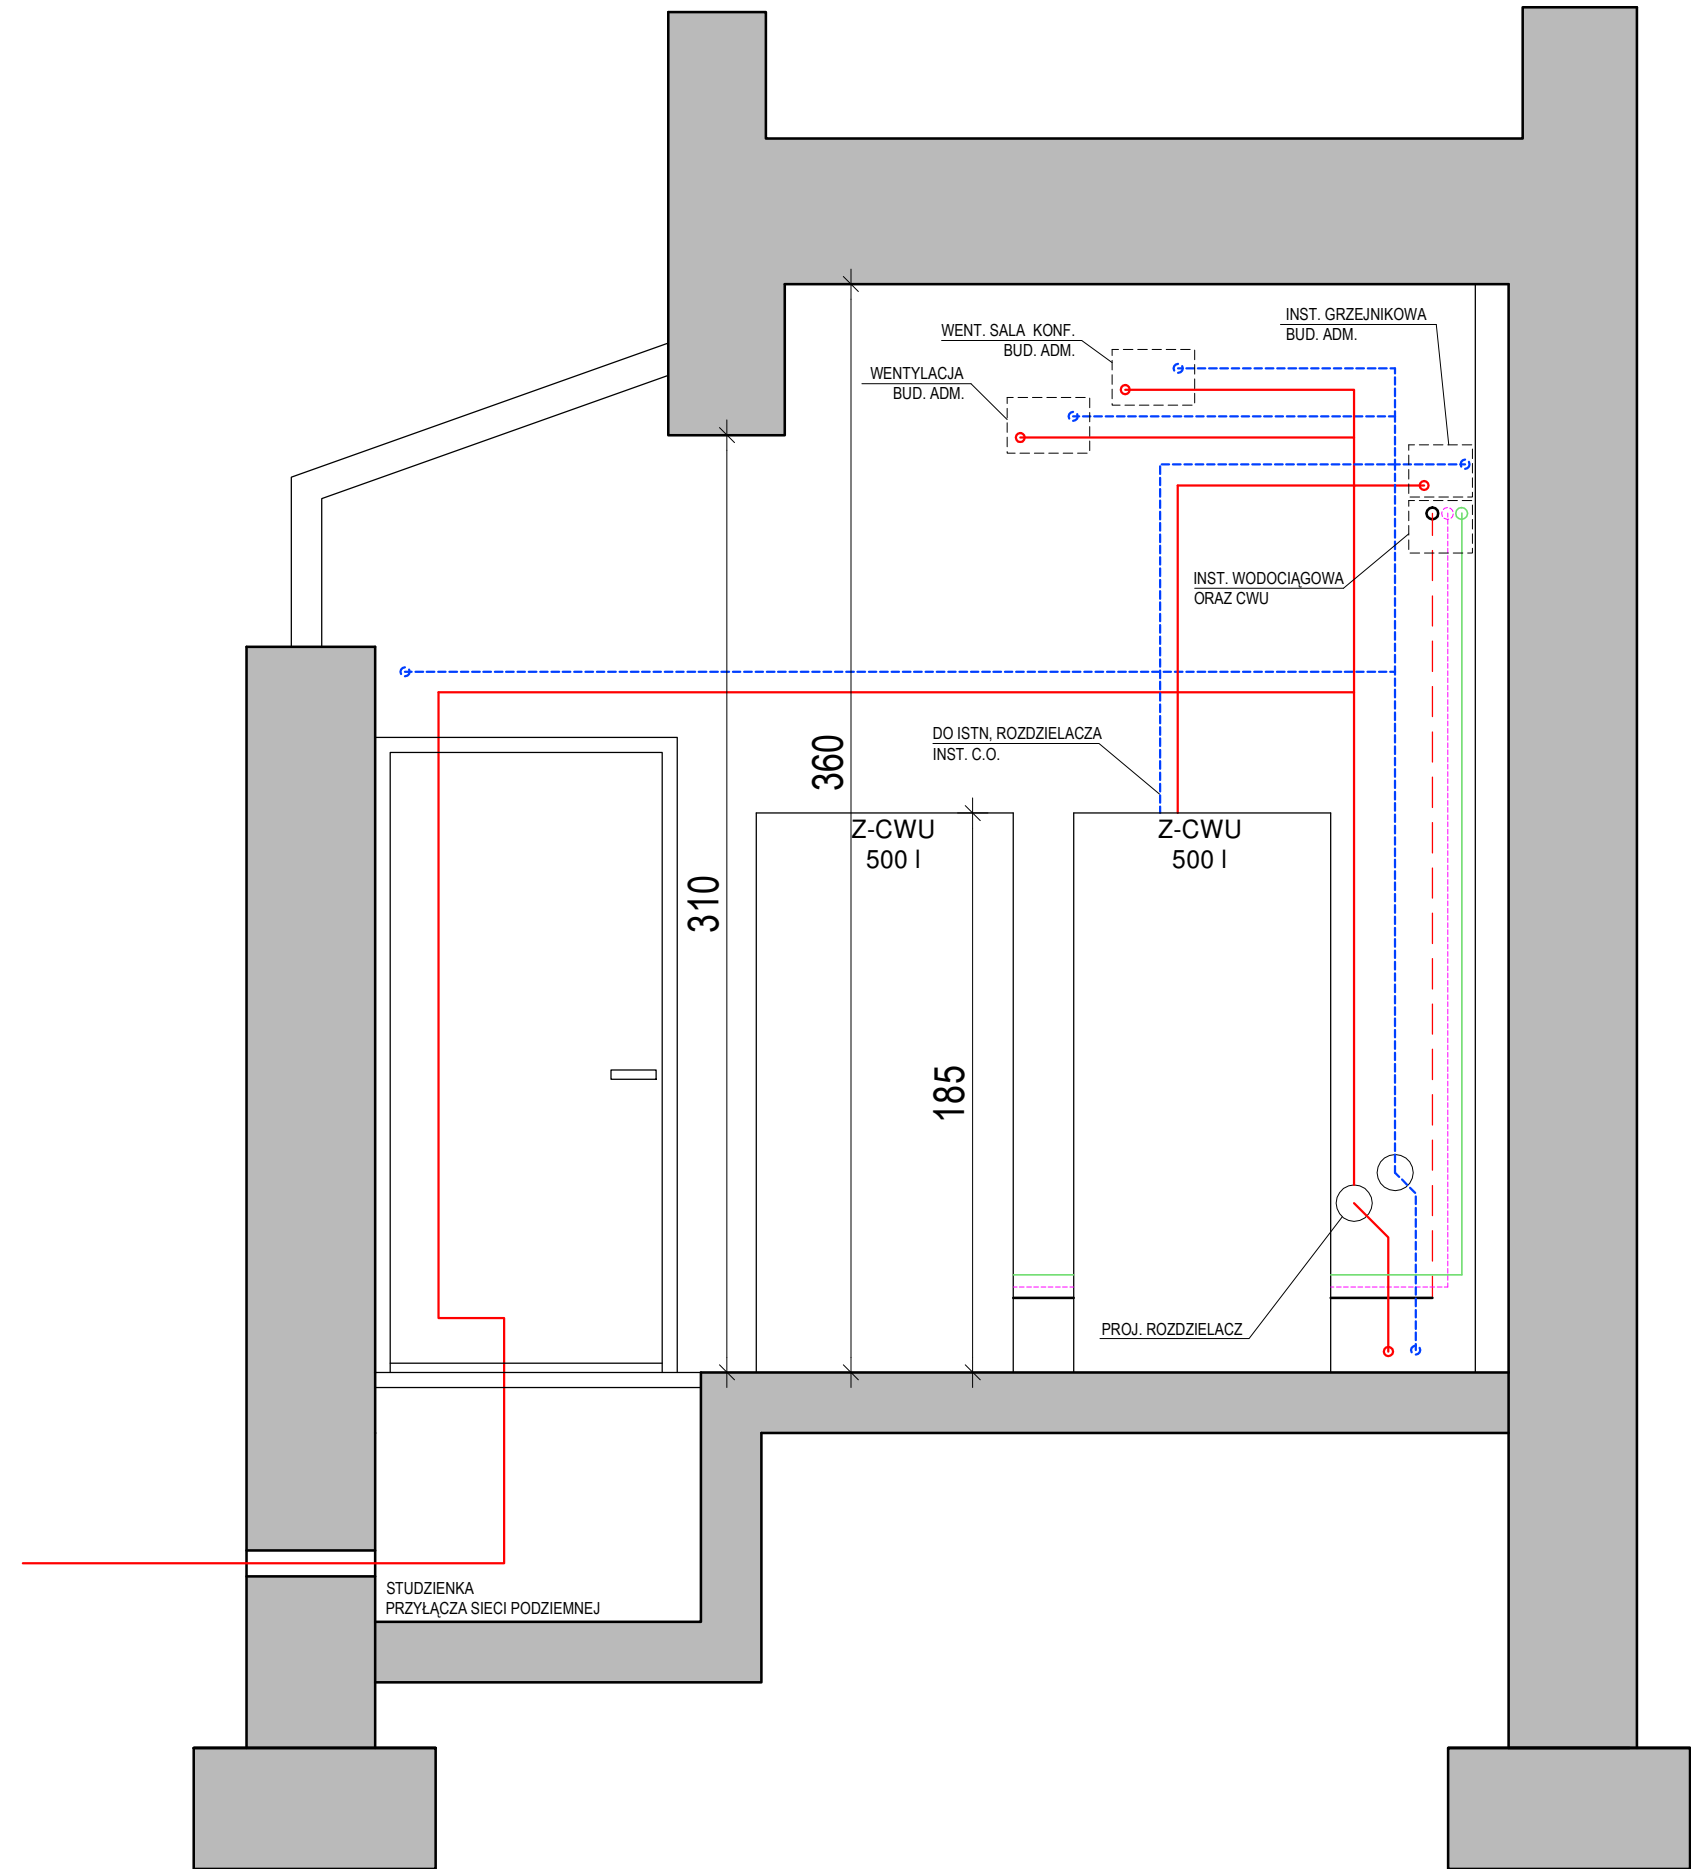 INST. GRZEJNIKOWA
BUD. ADM.
WENT. SALA KONF.
BUD. ADM.
WENTYLACJA
BUD. ADM.
INST. WODOCIĄGOWA
ORAZ CWU
DO ISTN, ROZDZIELACZA
INST. C.O.
360
310
185
Z-CWU
500 l
Z-CWU
500 l
PROJ. ROZDZIELACZ
STUDZIENKA
PRZYŁĄCZA SIECI PODZIEMNEJ